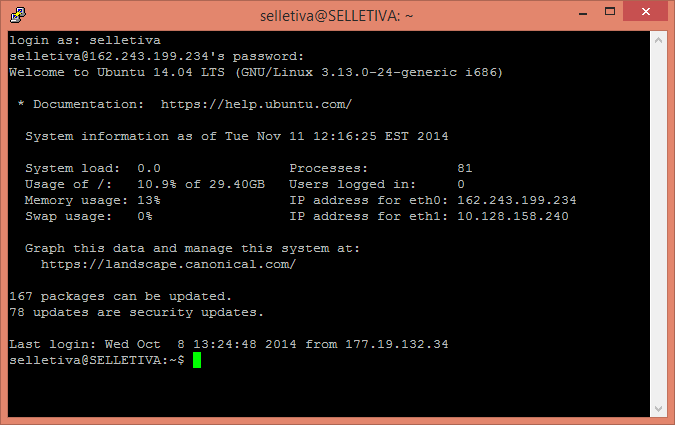 selletiva@SELLETIVA: ~
login as: selletiva
selletiva@162.243.199.234's password:
Welcome to Ubuntu 14.04 LTS (GNU/Linux 3.13.0-24-generic i686)
* Documentation:  https://help.ubuntu.com/
System information as of Tue Nov 11 12:16:25 EST 2014
System load:  0.0                Processes:           81
Usage of /:   10.9% of 29.40GB   Users logged in:     0
Memory usage: 13%                IP address for eth0: 162.243.199.234
Swap usage:   0%                 IP address for eth1: 10.128.158.240
Graph this data and manage this system at:
https://landscape.canonical.com/
167 packages can be updated.
78 updates are security updates.
Last login: Wed Oct  8 13:24:48 2014 from 177.19.132.34
selletiva@SELLETIVA:~$